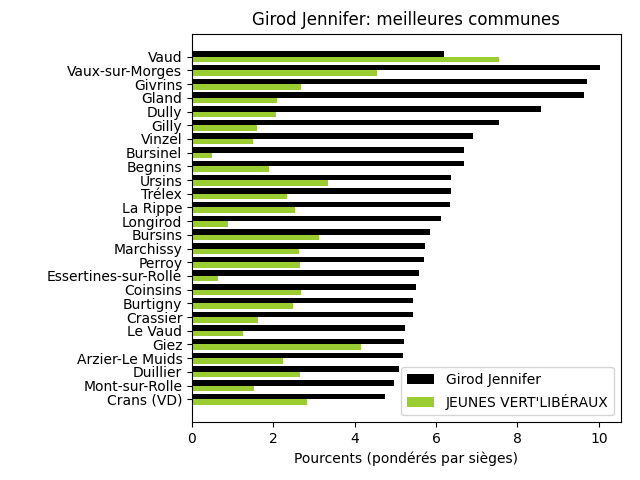 Girod Jennifer: meilleures communes
Vaud
Vaux-sur-Morges
Givrins
Gland
Dully
Gilly
Vinzel
Bursinel
Begnins
Ursins
Trélex
La Rippe
Longirod
Bursins
Marchissy
Perroy
Essertines-sur-Rolle
Coinsins
Burtigny
Crassier
Le Vaud
Giez
Arzier-Le Muids
Duillier
Mont-sur-Rolle
Crans (VD)
Girod Jennifer
JEUNES VERT'LIBÉRAUX
0 2 4 6 8 10
Pourcents (pondérés par sièges)